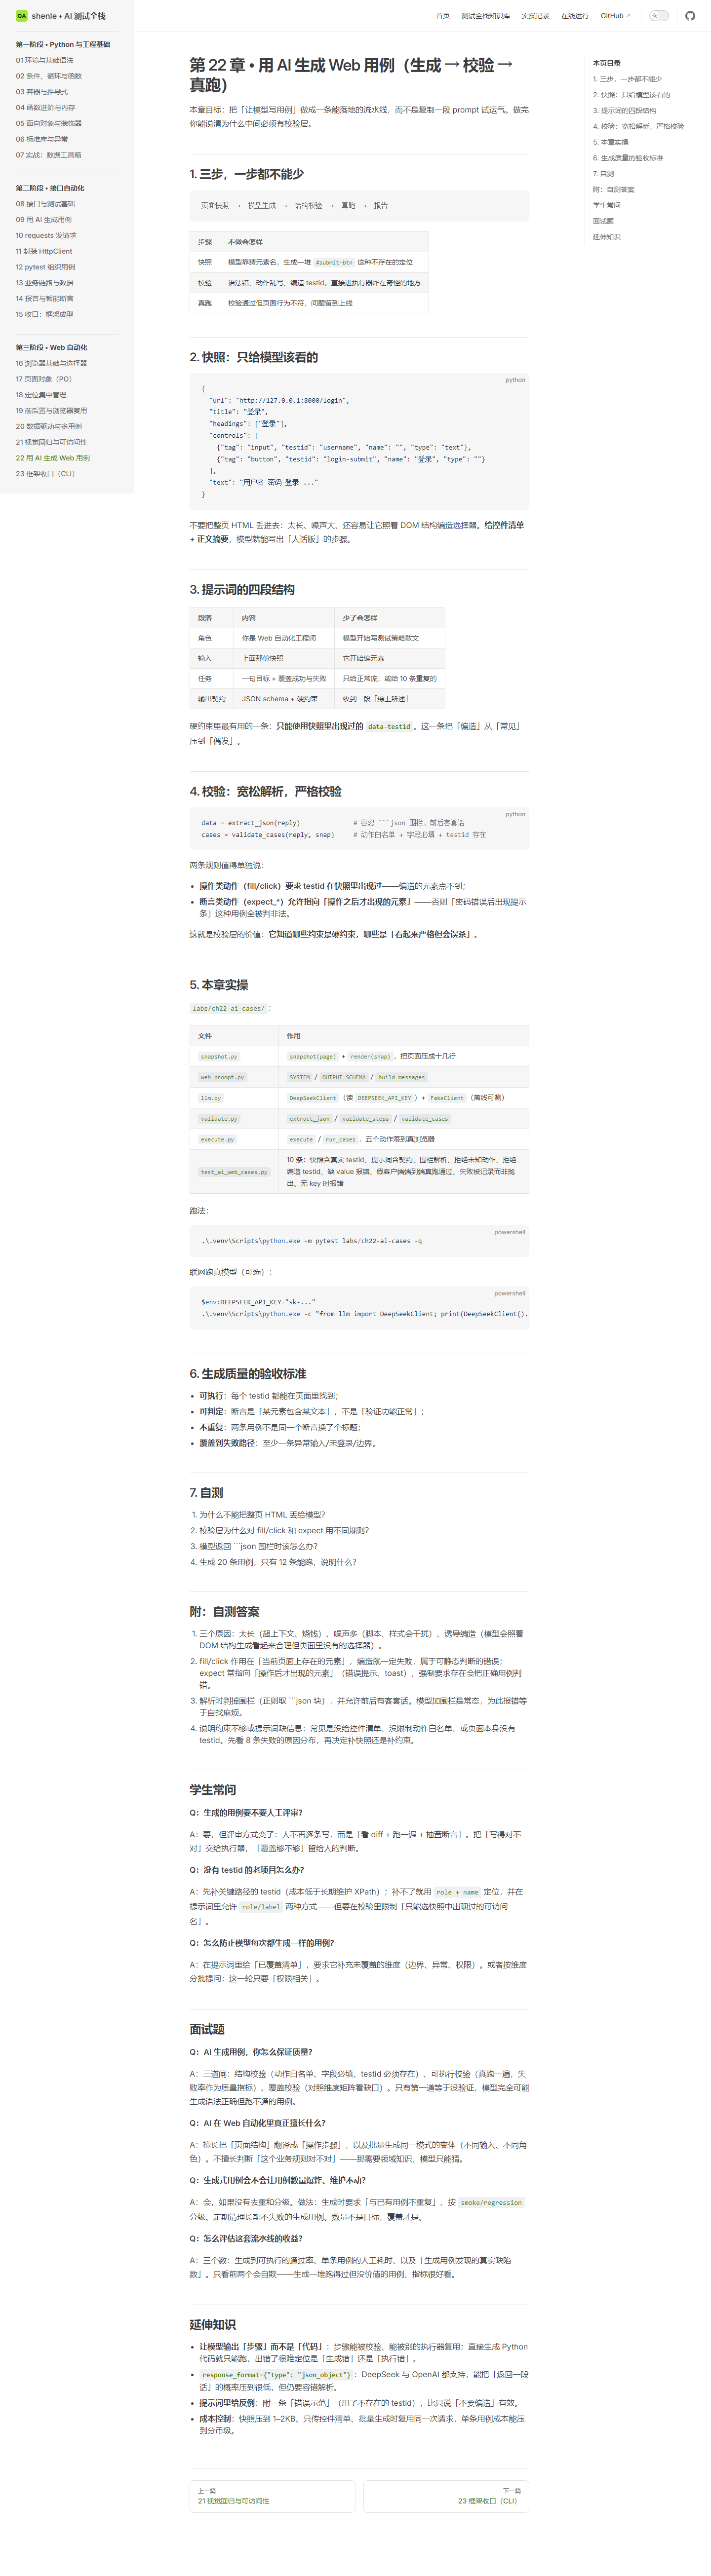 shenle • AI 测试全栈
首页 测试全栈知识库 实操记录 在线运行 GitHub ↗
第一阶段 • Python 与工程基础
01 环境与基础语法
02 条件、循环与函数
03 容器与推导式
04 函数进阶与内存
05 面向对象与装饰器
06 标准库与异常
07 实战：数据工具箱
第二阶段 • 接口自动化
08 接口与测试基础
09 用 AI 生成用例
10 requests 发请求
11 封装 HttpClient
12 pytest 组织用例
13 业务链路与数据
14 报告与智能断言
15 收口：框架成型
第三阶段 • Web 自动化
16 浏览器基础与选择器
17 页面对象（PO）
18 定位集中管理
19 前后置与浏览器复用
20 数据驱动与多用例
21 视觉回归与可访问性
22 用 AI 生成 Web 用例
23 框架收口（CLI）
第 22 章 • 用 AI 生成 Web 用例（生成 → 校验 →
真跑）
本章目标：把「让模型写用例」做成一条能落地的流水线，而不是复制一段 prompt 试运气。做完
你能说清为什么中间必须有校验层。
1. 三步，一步都不能少
页面快照 → 模型生成 → 结构校验 → 真跑 → 报告
步骤 不做会怎样
快照 模型靠猜元素名，生成一堆 #submit-btn 这种不存在的定位
校验 语法错、动作乱写、编造 testid，直接进执行器炸在奇怪的地方
真跑 校验通过但页面行为不符，问题留到上线
2. 快照：只给模型该看的
python
{
"url": "http://127.0.0.1:8000/login",
"title": "登录",
"headings": ["登录"],
"controls": [
{"tag": "input", "testid": "username", "name": "", "type": "text"},
{"tag": "button", "testid": "login-submit", "name": "登录", "type": ""}
],
"text": "用户名 密码 登录 ..."
}
不要把整页 HTML 丢进去：太长、噪声大、还容易让它照着 DOM 结构编造选择器。给控件清单
+ 正文摘要，模型就能写出「人话版」的步骤。
3. 提示词的四段结构
段落 内容 少了会怎样
角色 你是 Web 自动化工程师 模型开始写测试策略散文
输入 上面那份快照 它开始编元素
任务 一句目标 + 覆盖成功与失败 只给正常流，或给 10 条重复的
输出契约 JSON schema + 硬约束 收到一段「综上所述」
硬约束里最有用的一条：只能使用快照里出现过的 data-testid 。这一条把「编造」从「常见」
压到「偶发」。
4. 校验：宽松解析，严格校验
python
data = extract_json(reply) # 容忍 ```json 围栏、前后客套话
cases = validate_cases(reply, snap) # 动作白名单 + 字段必填 + testid 存在
两条规则值得单独说：
• 操作类动作（fill/click）要求 testid 在快照里出现过——编造的元素点不到；
• 断言类动作（expect_*）允许指向「操作之后才出现的元素」——否则「密码错误后出现提示
条」这种用例全被判非法。
这就是校验层的价值：它知道哪些约束是硬约束，哪些是「看起来严格但会误杀」。
5. 本章实操
labs/ch22-ai-cases/ ：
文件 作用
snapshot.py snapshot(page) + render(snap)，把页面压成十几行
web_prompt.py SYSTEM / OUTPUT_SCHEMA / build_messages
llm.py DeepSeekClient（读 DEEPSEEK_API_KEY）+ FakeClient（离线可测）
validate.py extract_json / validate_steps / validate_cases
execute.py execute / run_cases，五个动作落到真浏览器
test_ai_web_cases.py 10 条：快照含真实 testid、提示词含契约、围栏解析、拒绝未知动作、拒绝
编造 testid、缺 value 报错、假客户端端到端真跑通过、失败被记录而非抛
出、无 key 时报错
跑法：
powershell
.\.venv\Scripts\python.exe -m pytest labs/ch22-ai-cases -q
联网跑真模型（可选）：
powershell
$env:DEEPSEEK_API_KEY="sk-..."
.\.venv\Scripts\python.exe -c "from llm import DeepSeekClient; print(DeepSeekClient().
6. 生成质量的验收标准
• 可执行：每个 testid 都能在页面里找到；
• 可判定：断言是「某元素包含某文本」，不是「验证功能正常」；
• 不重复：两条用例不是同一个断言换了个标题；
• 覆盖到失败路径：至少一条异常输入/未登录/边界。
7. 自测
1. 为什么不能把整页 HTML 丢给模型？
2. 校验层为什么对 fill/click 和 expect 用不同规则？
3. 模型返回 ```json 围栏时该怎么办？
4. 生成 20 条用例，只有 12 条能跑，说明什么？
附：自测答案
1. 三个原因：太长（超上下文、烧钱）、噪声多（脚本、样式会干扰）、诱导编造（模型会照着
DOM 结构生成看起来合理但页面里没有的选择器）。
2. fill/click 作用在「当前页面上存在的元素」，编造就一定失败，属于可静态判断的错误；
expect 常指向「操作后才出现的元素」（错误提示、toast），强制要求存在会把正确用例判
错。
3. 解析时剥掉围栏（正则取 ```json 块），并允许前后有客套话。模型加围栏是常态，为此报错等
于自找麻烦。
4. 说明约束不够或提示词缺信息：常见是没给控件清单、没限制动作白名单、或页面本身没有
testid。先看 8 条失败的原因分布，再决定补快照还是补约束。
学生常问
Q：生成的用例要不要人工评审？
A：要，但评审方式变了：人不再逐条写，而是「看 diff + 跑一遍 + 抽查断言」。把「写得对不
对」交给执行器，「覆盖够不够」留给人的判断。
Q：没有 testid 的老项目怎么办？
A：先补关键路径的 testid（成本低于长期维护 XPath）；补不了就用 role + name 定位，并在
提示词里允许 role/label 两种方式——但要在校验里限制「只能选快照中出现过的可访问
名」。
Q：怎么防止模型每次都生成一样的用例？
A：在提示词里给「已覆盖清单」，要求它补充未覆盖的维度（边界、异常、权限）。或者按维度
分批提问：这一轮只要「权限相关」。
面试题
Q：AI 生成用例，你怎么保证质量？
A：三道闸：结构校验（动作白名单、字段必填、testid 必须存在）、可执行校验（真跑一遍，失
败率作为质量指标）、覆盖校验（对照维度矩阵看缺口）。只有第一道等于没验证，模型完全可能
生成语法正确但跑不通的用例。
Q：AI 在 Web 自动化里真正擅长什么？
A：擅长把「页面结构」翻译成「操作步骤」，以及批量生成同一模式的变体（不同输入、不同角
色）。不擅长判断「这个业务规则对不对」——那需要领域知识，模型只能猜。
Q：生成式用例会不会让用例数量爆炸、维护不动？
A：会，如果没有去重和分级。做法：生成时要求「与已有用例不重复」、按 smoke/regression
分级、定期清理长期不失败的生成用例。数量不是目标，覆盖才是。
Q：怎么评估这套流水线的收益？
A：三个数：生成到可执行的通过率、单条用例的人工耗时、以及「生成用例发现的真实缺陷
数」。只看前两个会自欺——生成一堆跑得过但没价值的用例，指标很好看。
延伸知识
• 让模型输出「步骤」而不是「代码」：步骤能被校验、能被别的执行器复用；直接生成 Python
代码就只能跑，出错了很难定位是「生成错」还是「执行错」。
• response_format={"type": "json_object"}：DeepSeek 与 OpenAI 都支持，能把「返回一段
话」的概率压到很低，但仍要容错解析。
• 提示词里给反例：附一条「错误示范」（用了不存在的 testid），比只说「不要编造」有效。
• 成本控制：快照压到 1–2KB、只传控件清单、批量生成时复用同一次请求，单条用例成本能压
到分币级。
上一篇
21 视觉回归与可访问性
下一篇
23 框架收口（CLI）
本页目录
1. 三步，一步都不能少
2. 快照：只给模型该看的
3. 提示词的四段结构
4. 校验：宽松解析，严格校验
5. 本章实操
6. 生成质量的验收标准
7. 自测
附：自测答案
学生常问
面试题
延伸知识